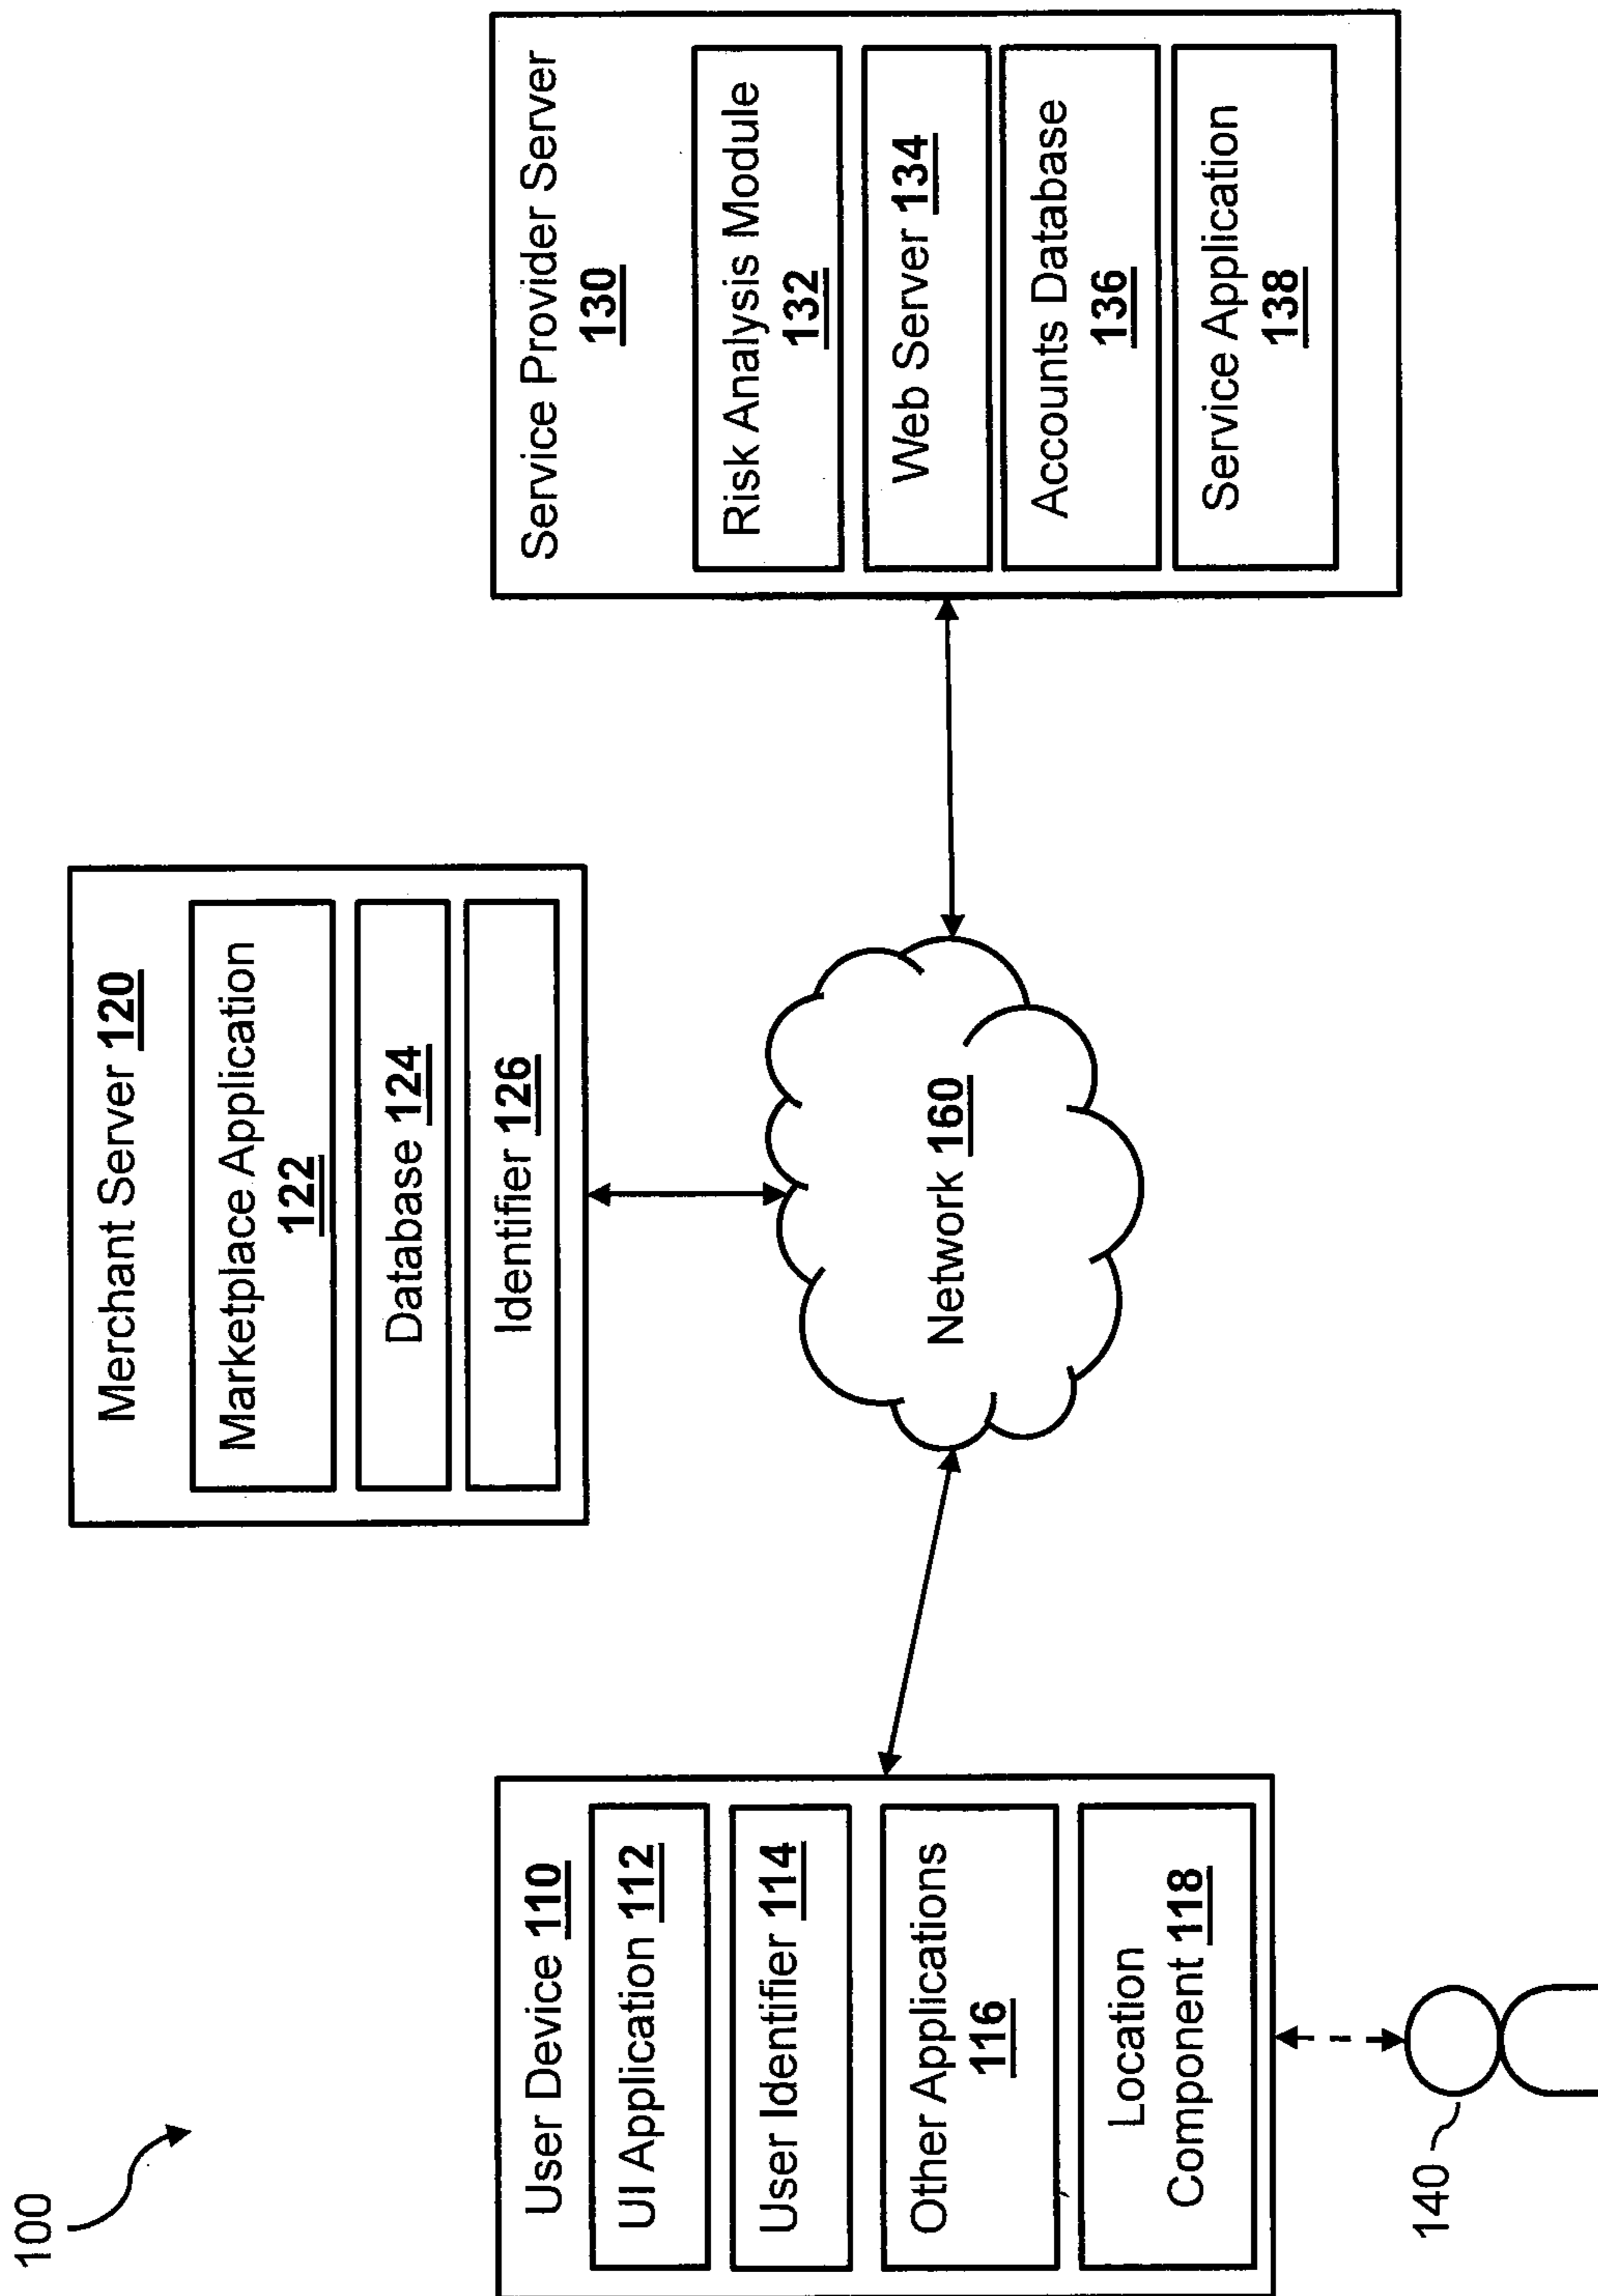 100
Merchant Server 120
Marketplace Application
122
Database 124
Identifier 126
User Device 110
UI Application 112
User Identifier 114
Other Applications
116
Location
Component 118
140
Network 160
Service Provider Server
130
Risk Analysis Module
132
Web Server 134
Accounts Database
136
Service Application
138